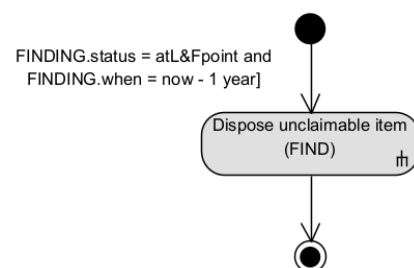 FINDING.status = atL&Fpoint and
FINDING.when = now - 1 year]
Dispose unclaimable item
(FIND)